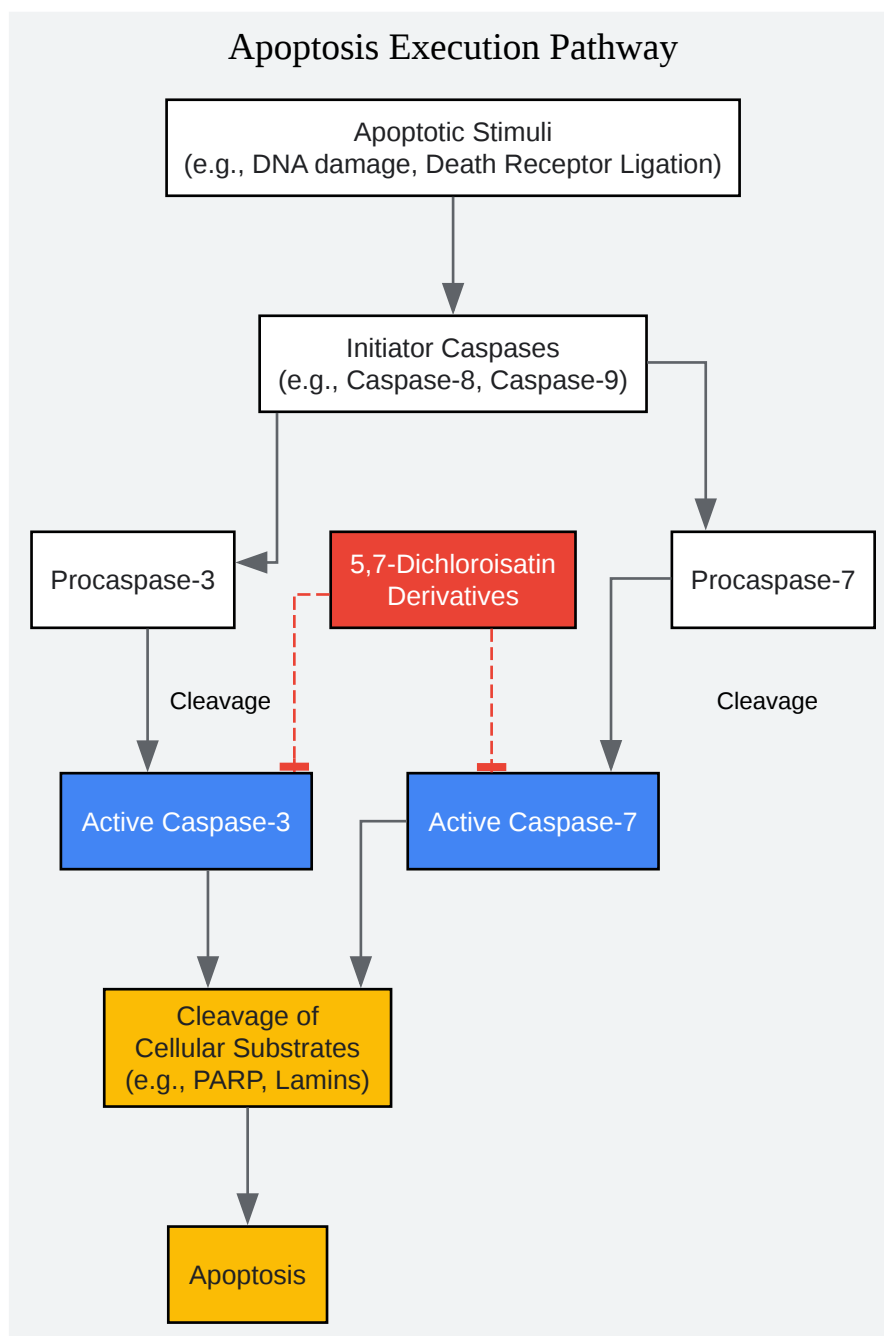 Apoptosis Execution Pathway
Apoptotic Stimuli
(e.g., DNA damage, Death Receptor Ligation)
Initiator Caspases
(e.g., Caspase-8, Caspase-9)
Procaspase-3
5,7-Dichloroisatin
Derivatives
Procaspase-7
Cleavage
Cleavage
Active Caspase-3
Active Caspase-7
Cleavage of
Cellular Substrates
(e.g., PARP, Lamins)
Apoptosis